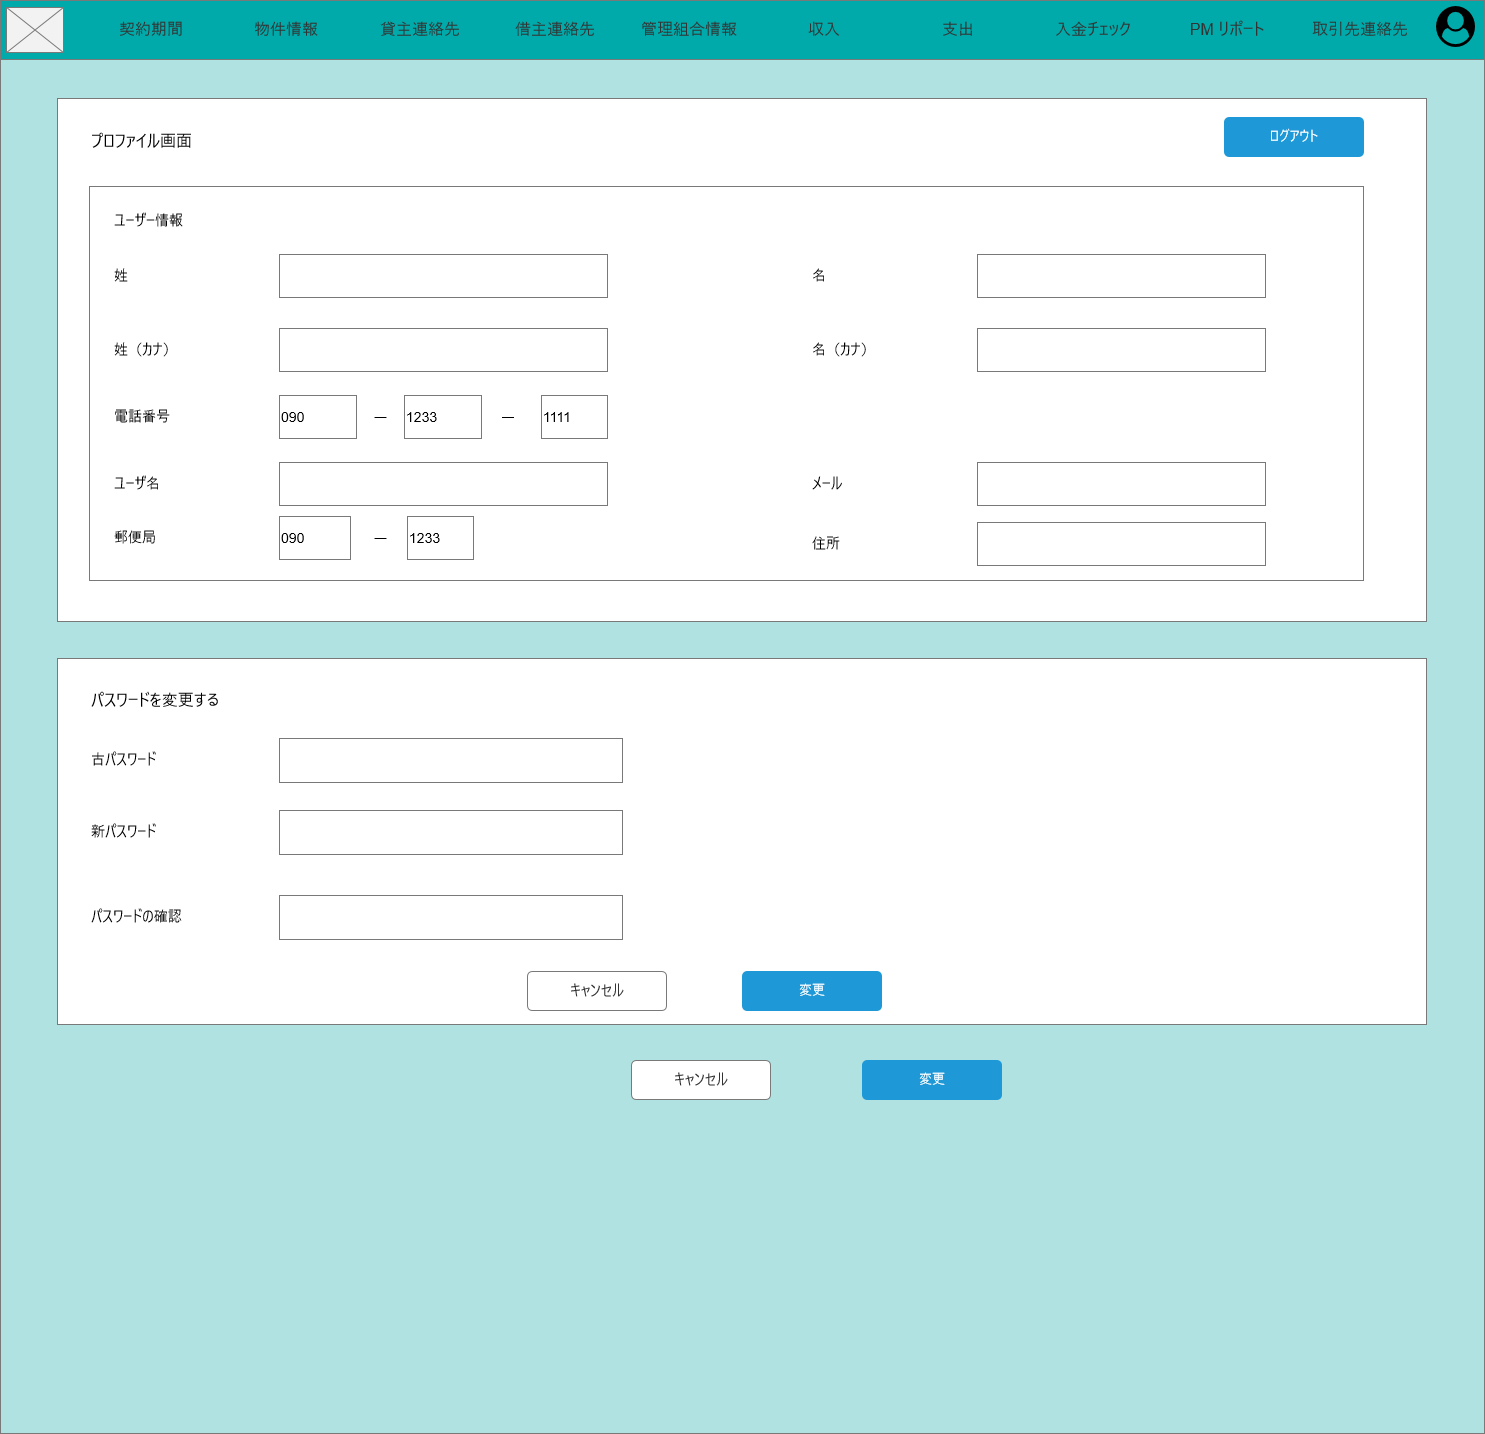 契約期間 物件情報 貸主連絡先 借主連絡先 管理組合情報 収入 支出 入金チェック PM リポート 取引先連絡先
プロファイル画面 ログアウト
ユーザー情報
姓 名
姓（カナ） 名（カナ）
電話番号 090 — 1233 — 1111
ユーザ名 メール
郵便局 090 — 1233
住所
パスワードを変更する
古パスワード
新パスワード
パスワードの確認
キャンセル 変更
キャンセル 変更